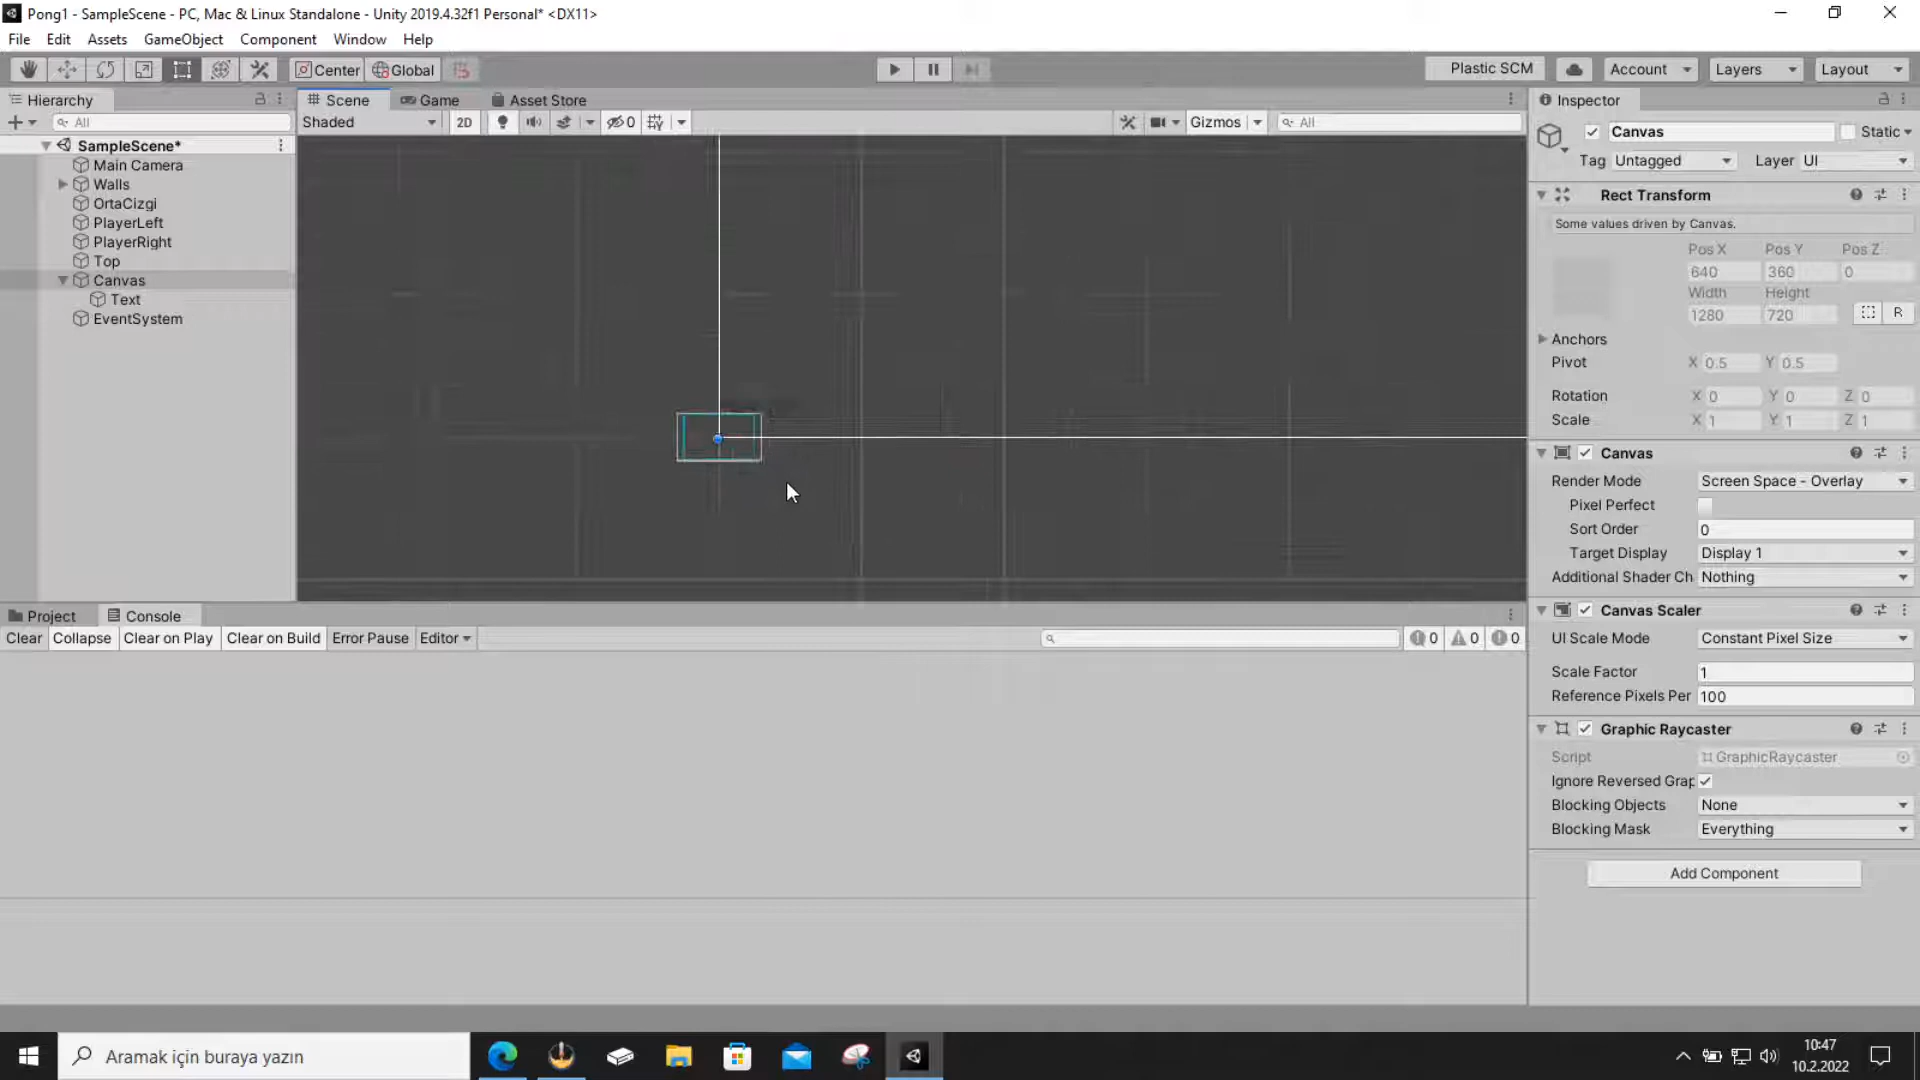 Pong1 - SampleScene - PC, Mac & Linux Standalone - Unity 2019.4.32f1 Personal* <DX11>
File Edit Assets GameObject Component Window Help
Center Global Plastic SCM Account Layers Layout
Hierarchy Scene Game Asset Store Inspector
All Shaded 2D 0 Gizmos All Canvas Static
SampleScene*
Main Camera
Walls
OrtaCizgi
PlayerLeft
PlayerRight
Top
Canvas
Text
EventSystem
Tag Untagged Layer UI
Rect Transform
Some values driven by Canvas.
Pos X Pos Y Pos Z
640 360 0
Width Height
1280 720 R
Anchors
Pivot X 0.5 Y 0.5
Rotation X 0 Y 0 Z 0
Scale X 1 Y 1 Z 1
Canvas
Render Mode Screen Space - Overlay
Pixel Perfect
Sort Order 0
Target Display Display 1
Additional Shader Ch Nothing
Canvas Scaler
UI Scale Mode Constant Pixel Size
Scale Factor 1
Reference Pixels Per 100
Graphic Raycaster
Script GraphicRaycaster
Ignore Reversed Grap
Blocking Objects None
Blocking Mask Everything
Add Component
Project Console
Clear Collapse Clear on Play Clear on Build Error Pause Editor 0 0 0
Aramak için buraya yazın
10:47
10.2.2022